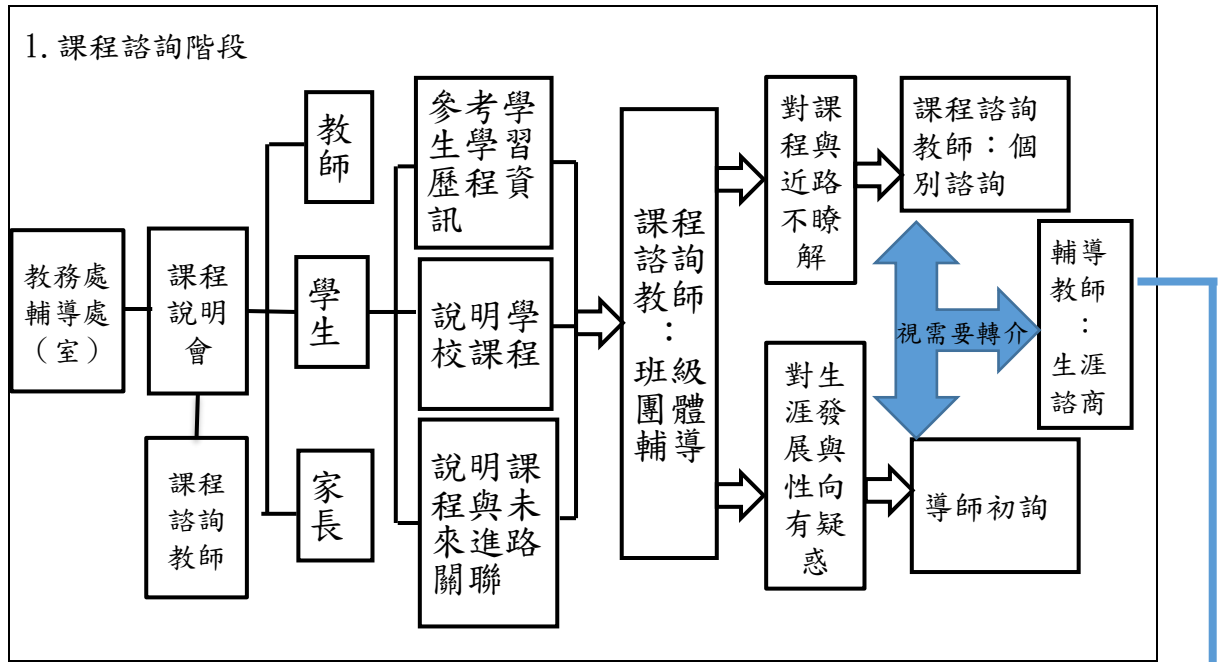 1.課程諮詢階段
教務處
輔導處
（室）
課程
說明
會
課程
諮詢
教師
教
師
學
生
家
長
參考學
生學習
歷程資
訊
說明學
校課程
說明課
程與未
來進路
關聯
課程
諮詢
教師
：
班級
團體
輔導
對課
程與
近路
不瞭
解
課程諮詢
教師：個
別諮詢
對生
涯發
展與
性向
有疑
惑
導師初詢
視需要轉介
輔導
教師
：
生涯
諮商